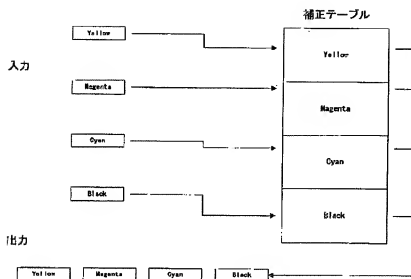 補正テーブル
入力
Yellow
Yellow
Magenta
Magenta
Cyan
Cyan
Black
Black
出力
Yellow
Magenta
Cyan
Black